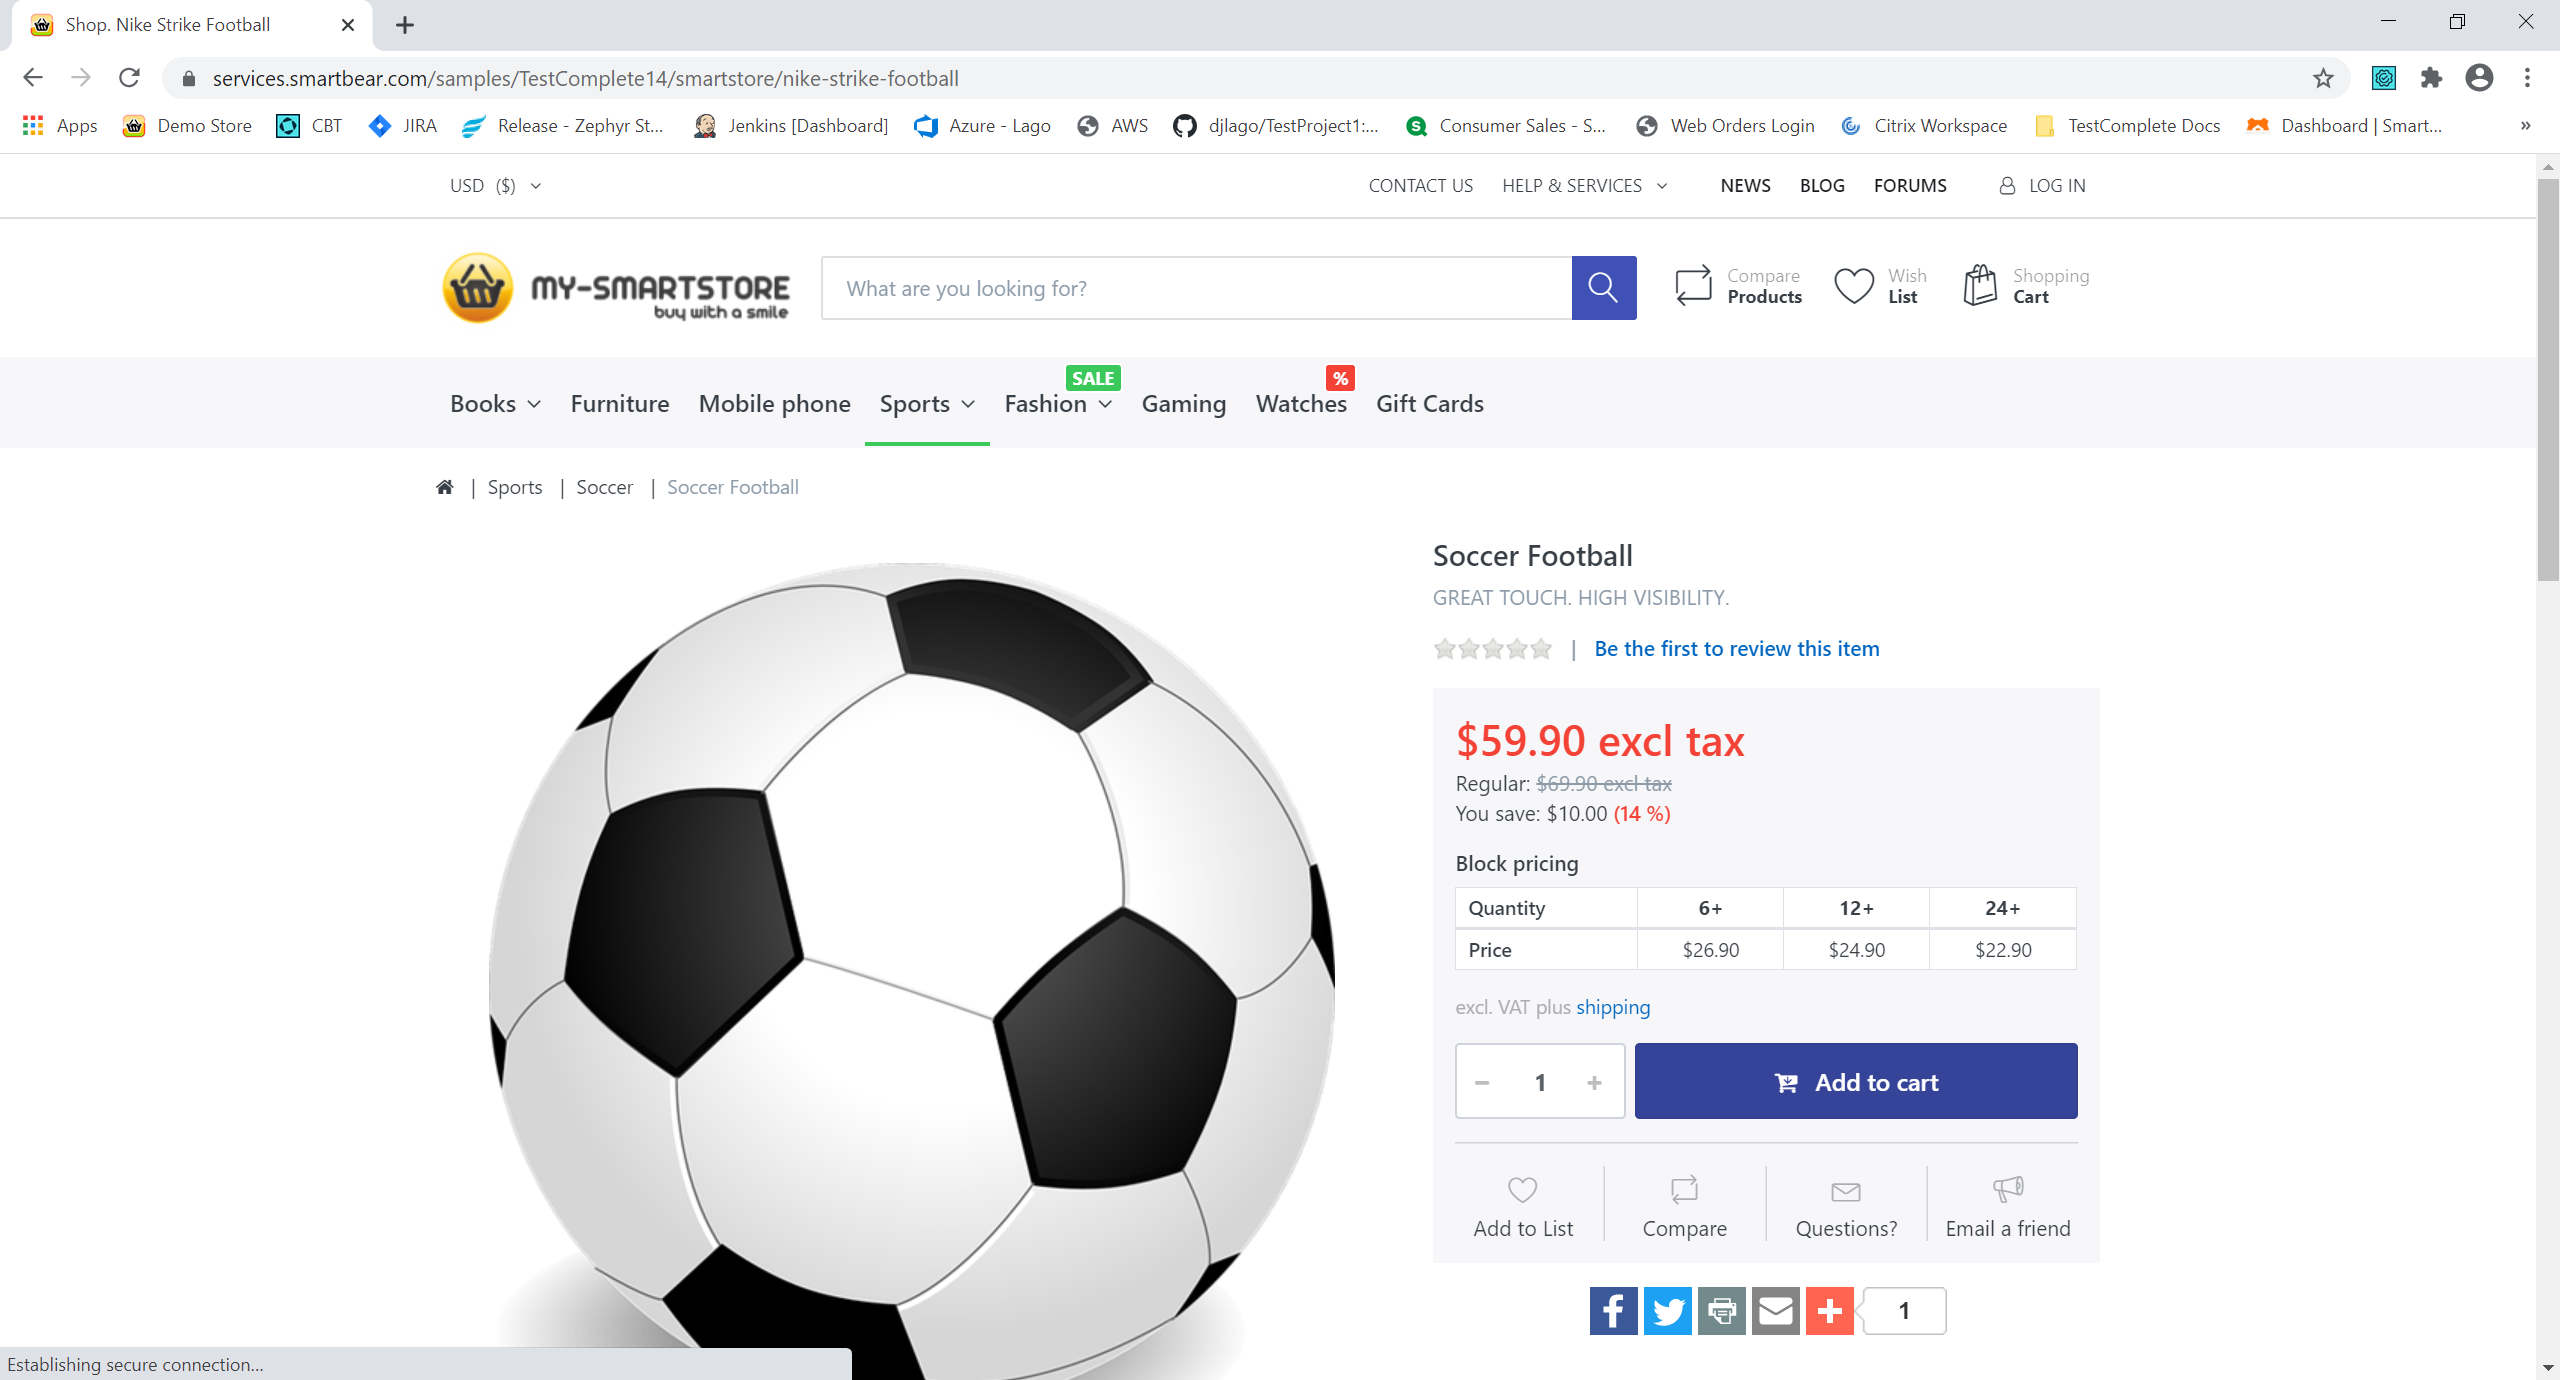 Shop. Nike Strike Football
services.smartbear.com/samples/TestComplete14/smartstore/nike-strike-football
Apps Demo Store CBT JIRA Release - Zephyr St... Jenkins [Dashboard] Azure - Lago AWS djlago/TestProject1:... Consumer Sales - S... Web Orders Login Citrix Workspace TestComplete Docs Dashboard | Smart... »
USD ($) CONTACT US HELP & SERVICES NEWS BLOG FORUMS LOG IN
MY-SMARTSTORE
buy with a smile
What are you looking for?
Compare
Products
Wish
List
Shopping
Cart
SALE %
Books Furniture Mobile phone Sports Fashion Gaming Watches Gift Cards
| Sports | Soccer | Soccer Football
Soccer Football
GREAT TOUCH. HIGH VISIBILITY.
| Be the first to review this item
$59.90 excl tax
Regular: $69.90 excl tax
You save: $10.00 (14 %)
Block pricing
Quantity 6+ 12+ 24+
Price $26.90 $24.90 $22.90
excl. VAT plus shipping
− 1 + Add to cart
Add to List Compare Questions? Email a friend
1
Establishing secure connection...